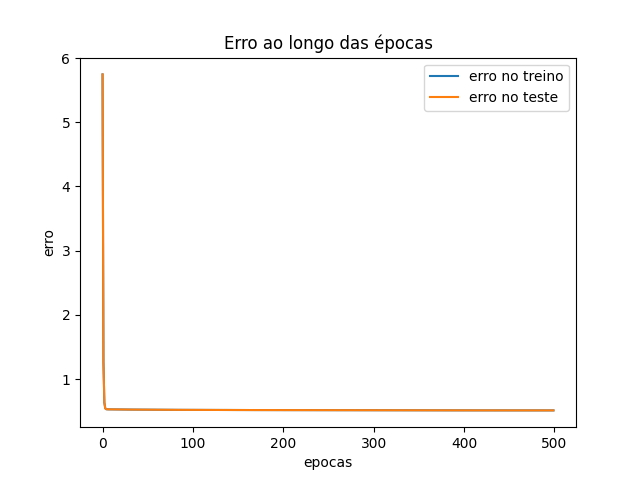 Erro ao longo das épocas
erro no treino
erro no teste
6
5
4
3
2
1
erro
0
100
200
300
400
500
epocas